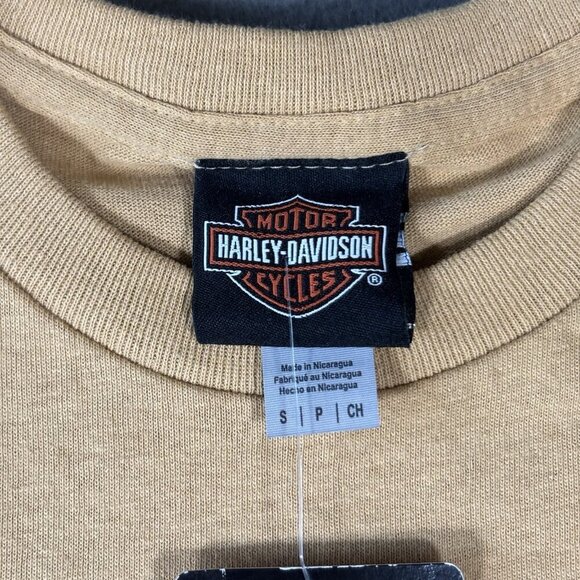 MOTOR
HARLEY-DAVIDSON
CYCLES ®
Made in Nicaragua
Fabriqué au Nicaragua
Hecho en Nicaragua
S | P | CH